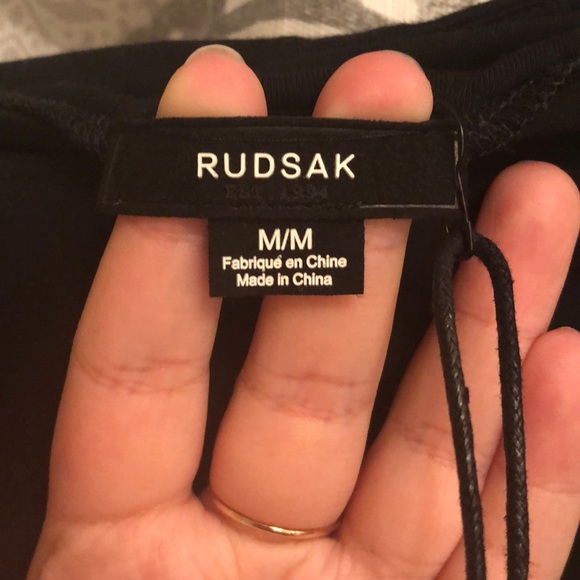 RUDSAK
EST. 1994
M/M
Fabriqué en Chine
Made in China